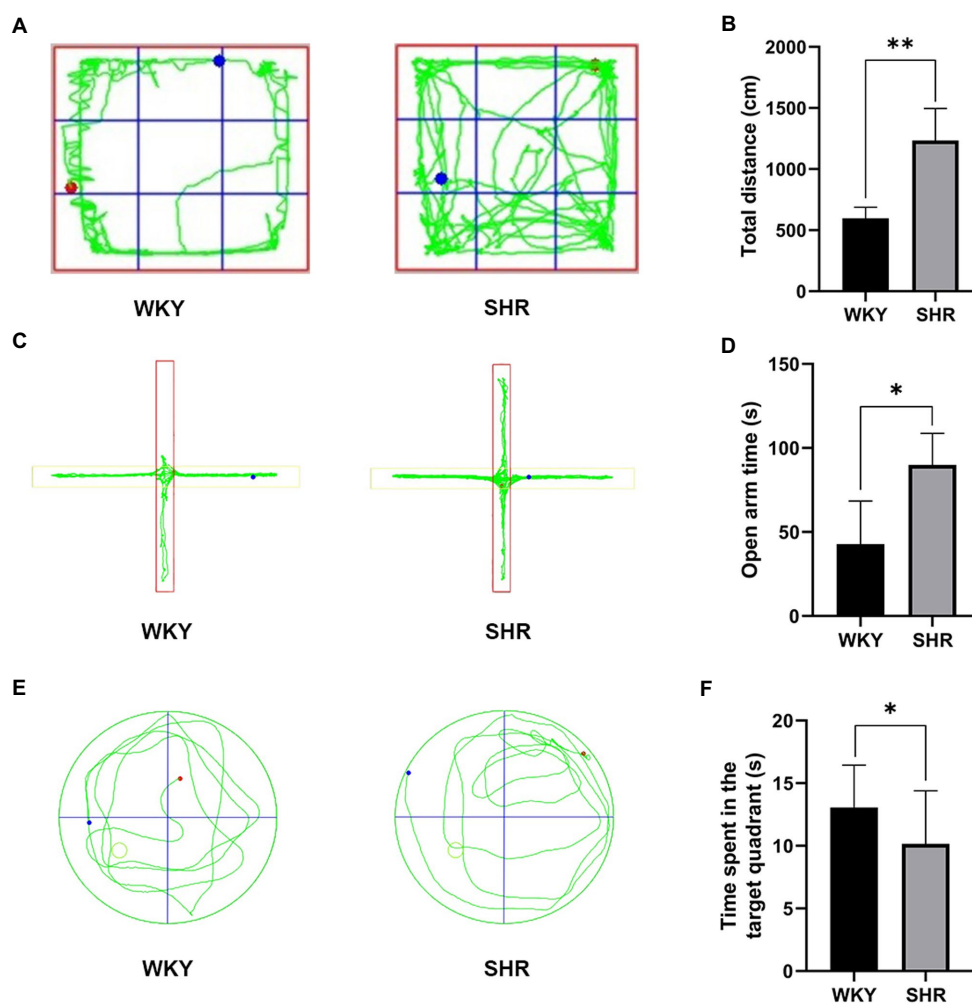 A
WKY
SHR
B
Total distance (cm)
2000
1500
1000
500
0
**
WKY
SHR
C
WKY
SHR
D
Open arm time (s)
150
100
50
0
*
WKY
SHR
E
WKY
SHR
F
Time spent in the
target quadrant (s)
20
15
10
5
0
*
WKY
SHR